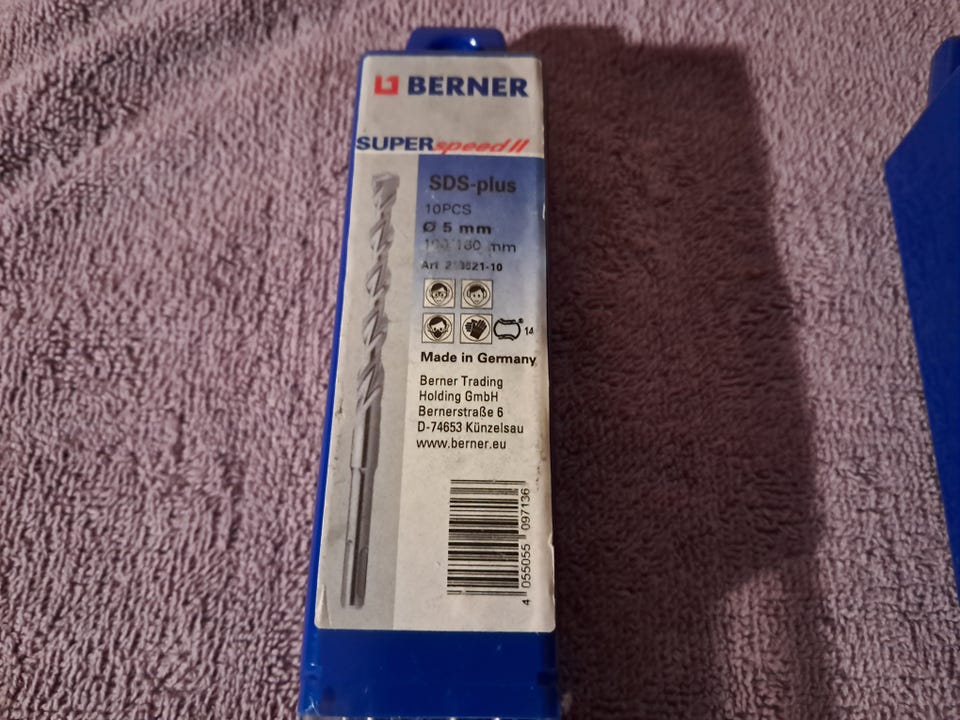 BERNER
SUPERspeed II
SDS-plus
10PCS
Ø 5 mm
mm
Art
Made in Germany
Berner Trading
Holding GmbH
Bernerstraße 6
D-74653 Künzelsau
www.berner.eu
14
4 055055 097136